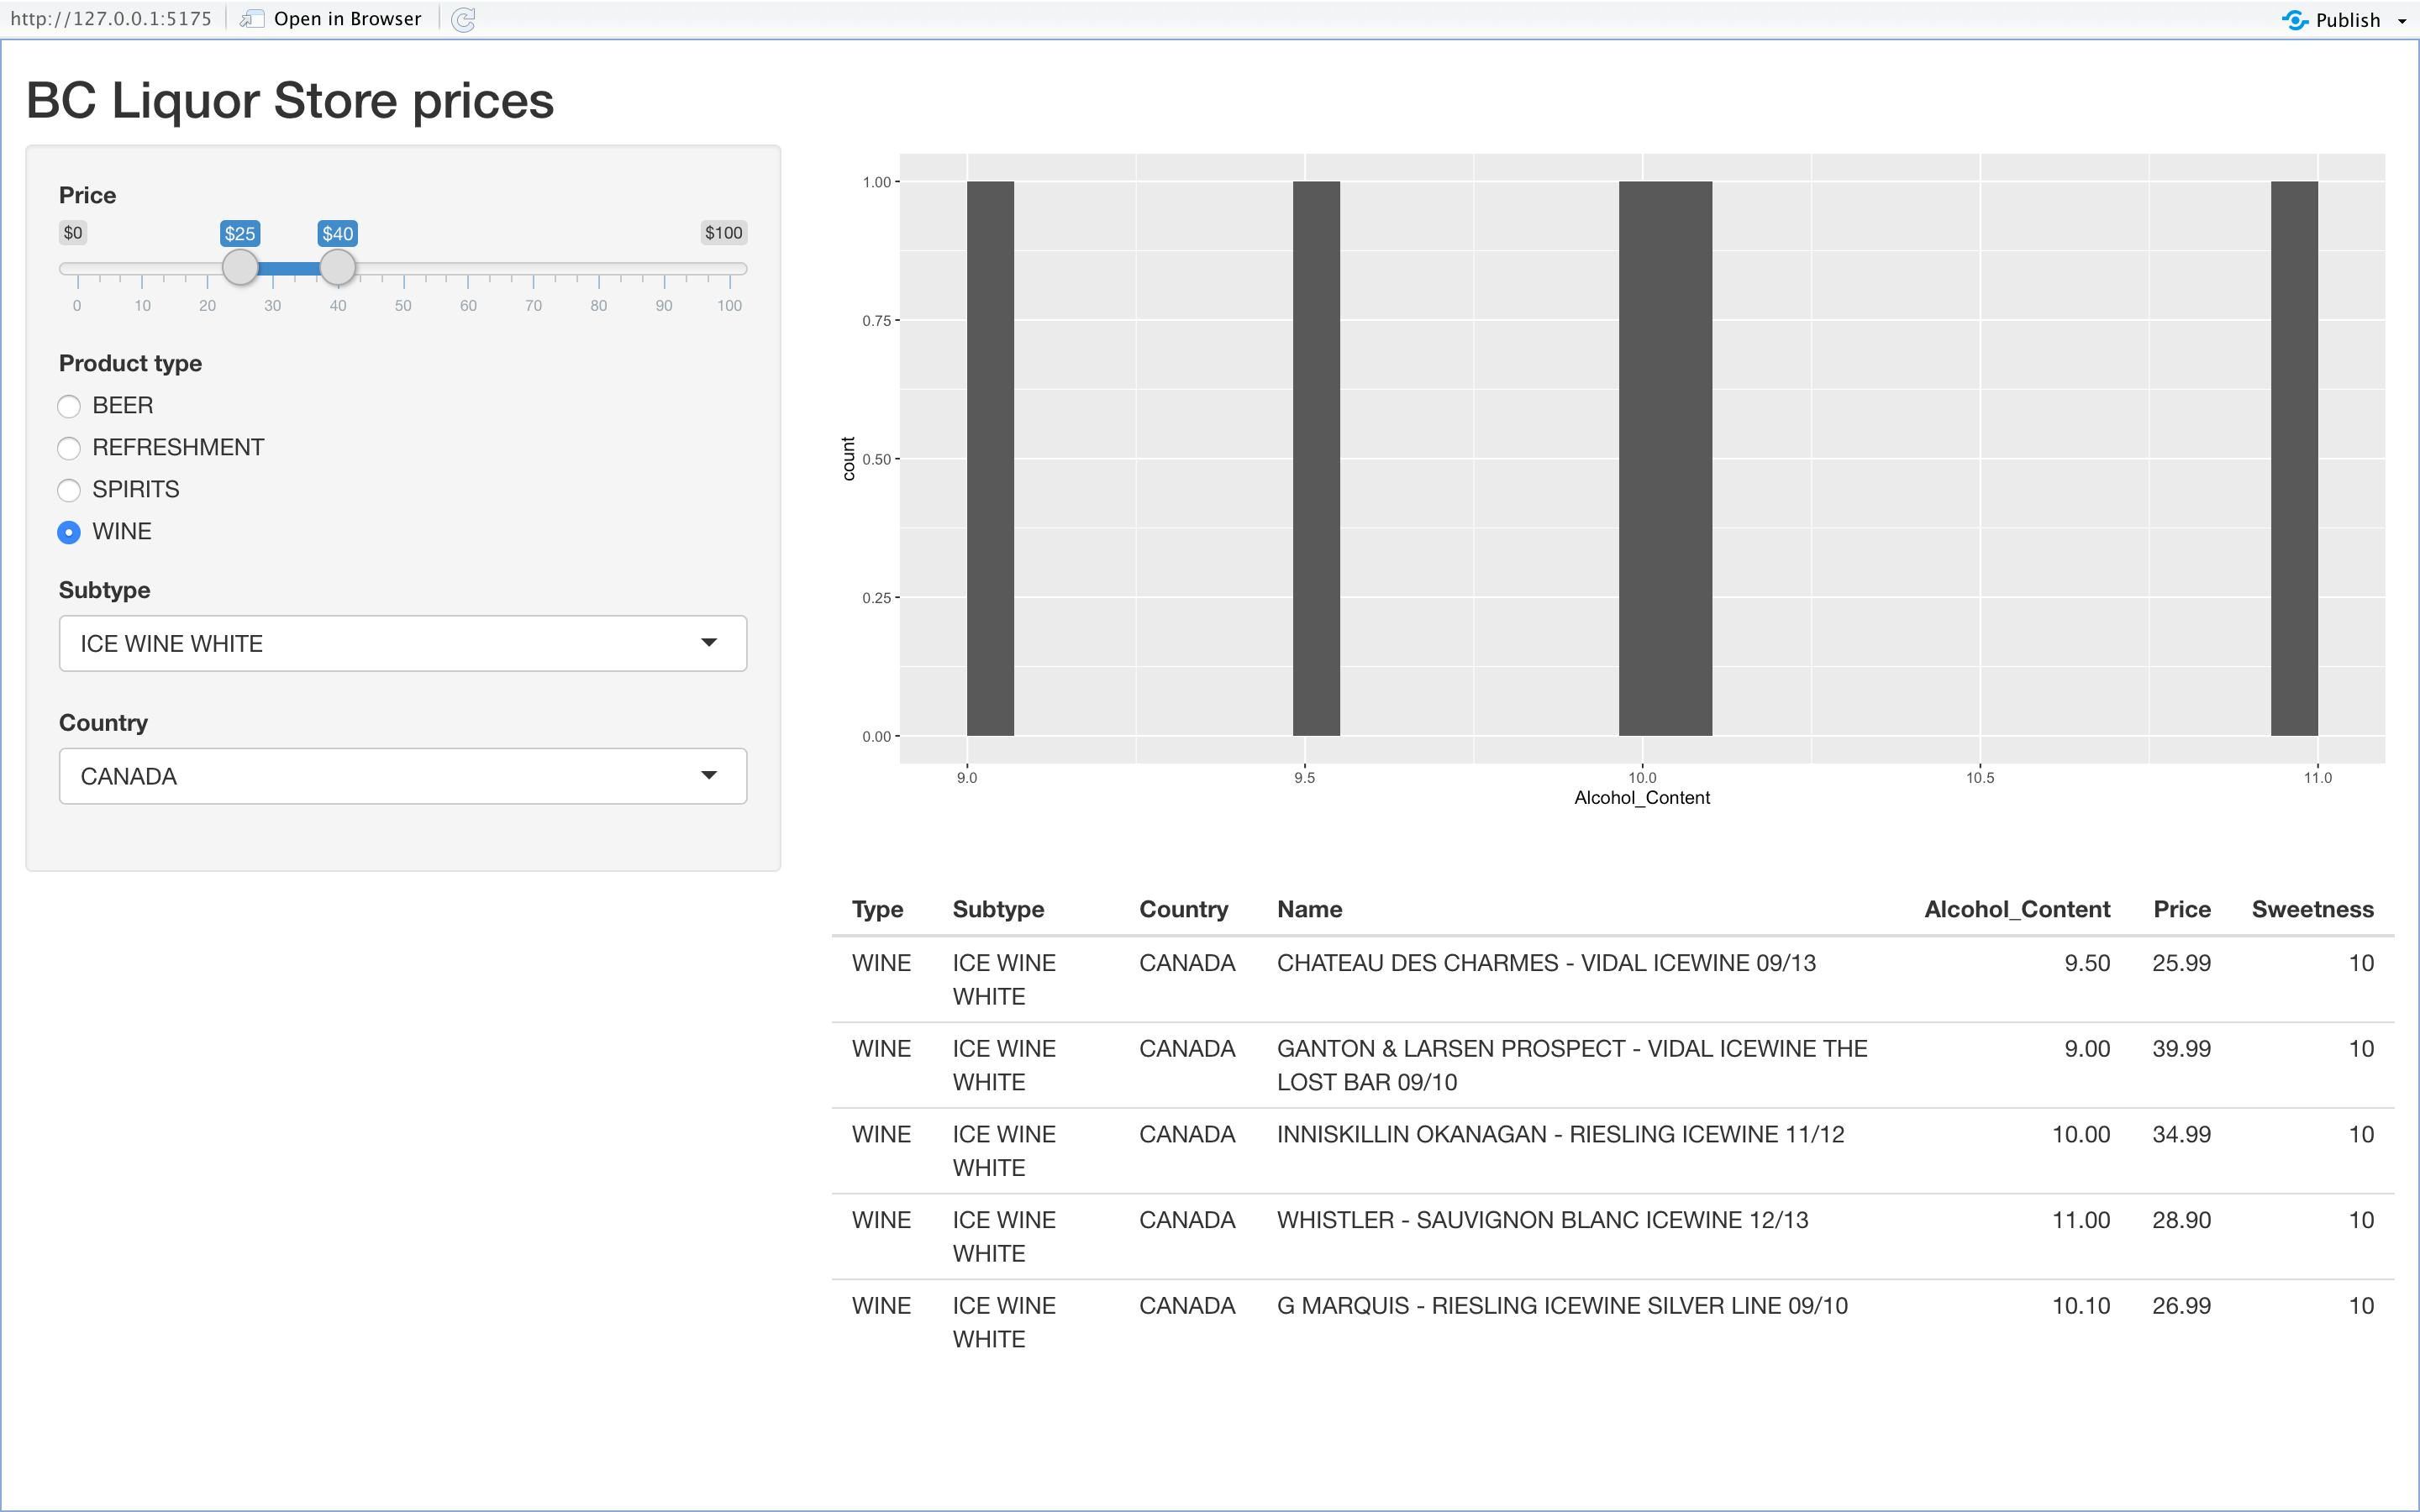 http://127.0.0.1:5175 Open in Browser Publish
BC Liquor Store prices
Price
$0 $25 $40 $100
0 10 20 30 40 50 60 70 80 90 100
Product type
BEER
REFRESHMENT
SPIRITS
WINE
Subtype
ICE WINE WHITE
Country
CANADA
1.00
0.75
0.50
0.25
0.00
count
9.0 9.5 10.0 10.5 11.0
Alcohol_Content
Type Subtype Country Name Alcohol_Content Price Sweetness
WINE ICE WINE CANADA CHATEAU DES CHARMES - VIDAL ICEWINE 09/13 9.50 25.99 10
WHITE
WINE ICE WINE CANADA GANTON & LARSEN PROSPECT - VIDAL ICEWINE THE 9.00 39.99 10
WHITE LOST BAR 09/10
WINE ICE WINE CANADA INNISKILLIN OKANAGAN - RIESLING ICEWINE 11/12 10.00 34.99 10
WHITE
WINE ICE WINE CANADA WHISTLER - SAUVIGNON BLANC ICEWINE 12/13 11.00 28.90 10
WHITE
WINE ICE WINE CANADA G MARQUIS - RIESLING ICEWINE SILVER LINE 09/10 10.10 26.99 10
WHITE